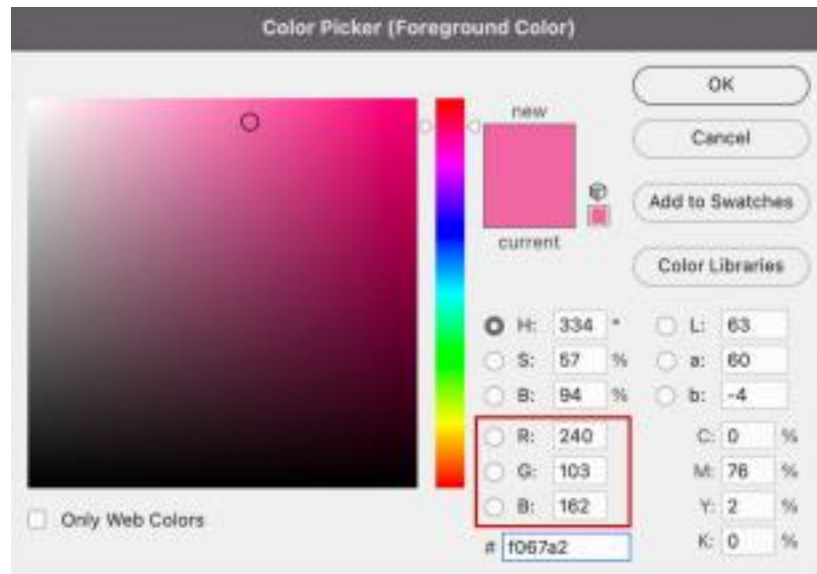 Color Picker (Foreground Color)
new
current
OK
Cancel
Add to Swatches
Color Libraries
H: 334 °
S: 57 %
B: 94 %
R: 240
G: 103
B: 162
# f067a2
L: 63
a: 60
b: -4
C: 0 %
M: 76 %
Y: 2 %
K: 0 %
Only Web Colors